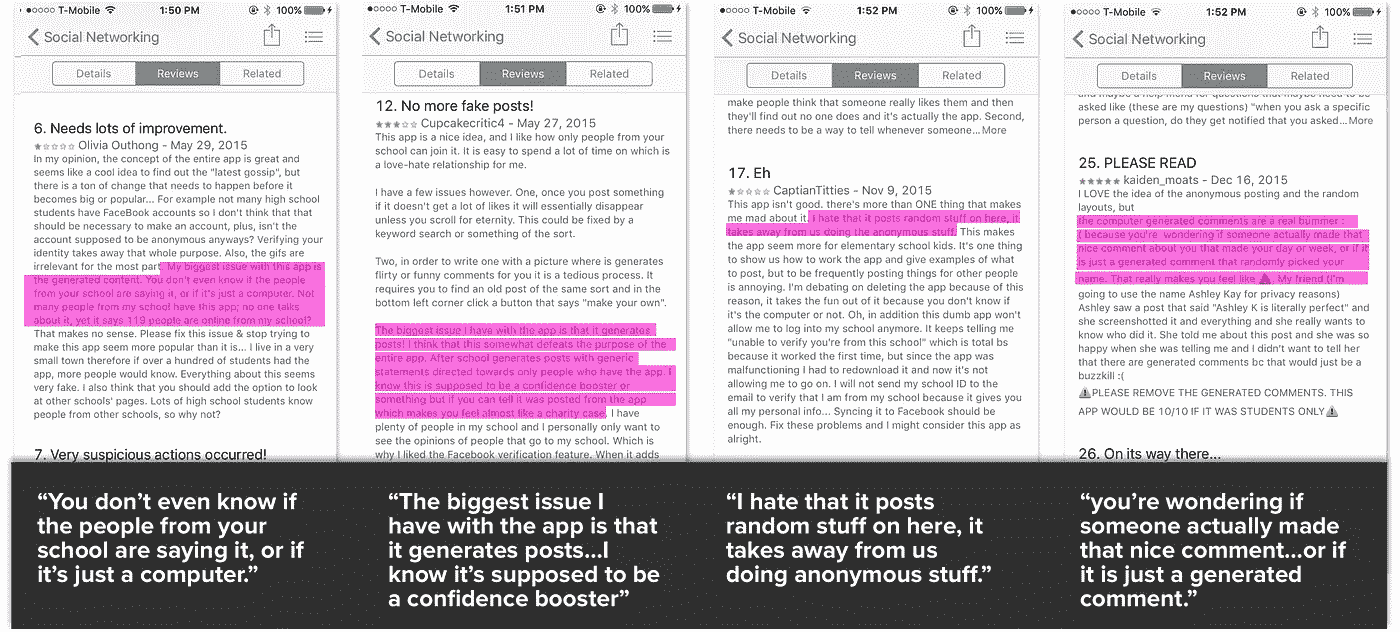 ●○○○○ T-Mobile 1:50 PM 100%
Social Networking
Details Reviews Related
6. Needs lots of improvement.
★☆☆☆☆ Olivia Outhong - May 29, 2015
In my opinion, the concept of the entire app is great and
seems like a cool idea to find out the "latest gossip", but
there is a ton of change that needs to happen before it
becomes big or popular... For example not many high school
students have FaceBook accounts so I don't think that that
should be necessary to make an account, plus, isn't the
account supposed to be anonymous anyways? Verifying your
identity takes away that whole purpose. Also, the gifs are
irrelevant for the most part. My biggest issue with this app is
the generated content. You don't even know if the people
from your school are saying it, or if it's just a computer. Not
many people from my school have this app; no one talks
about it, yet it says 119 people are online from my school?
That makes no sense. Please fix this issue & stop trying to
make this app seem more popular than it is... I live in a very
small town therefore if over a hundred of students had the
app, more people would know. Everything about this seems
very fake. I also think that you should add the option to look
at other schools' pages. Lots of high school students know
people from other schools, so why not?
7. Very suspicious actions occurred!
"You don't even know if
the people from your
school are saying it, or if
it's just a computer."
●○○○○ T-Mobile 1:51 PM 100%
Social Networking
Details Reviews Related
12. No more fake posts!
★★★☆☆ Cupcakecritic4 - May 27, 2015
This app is a nice idea, and I like how only people from your
school can join it. It is easy to spend a lot of time on which is
a love-hate relationship for me.
I have a few issues however. One, once you post something
if it doesn't get a lot of likes it will essentially disappear
unless you scroll for eternity. This could be fixed by a
keyword search or something of the sort.
Two, in order to write one with a picture where is generates
flirty or funny comments for you it is a tedious process. It
requires you to find an old post of the same sort and in the
bottom left corner click a button that says "make your own".
The biggest issue I have with the app is that it generates
posts! I think that this somewhat defeats the purpose of the
entire app. After school generates posts with generic
statements directed towards only people who have the app. I
know this is supposed to be a confidence booster or
something but if you can tell it was posted from the app
which makes you feel almost like a charity case. I have
plenty of people in my school and I personally only want to
see the opinions of people that go to my school. Which is
why I liked the Facebook verification feature. When it adds
"The biggest issue I
have with the app is that
it generates posts...I
know it's supposed to be
a confidence booster"
●○○○○ T-Mobile 1:52 PM 100%
Social Networking
Details Reviews Related
make people think that someone really likes them and then
they'll find out no one does and it's actually the app. Second,
there needs to be a way to tell whenever someone... More
17. Eh
★☆☆☆☆ CaptianTitties - Nov 9, 2015
This app isn't good. there's more than ONE thing that makes
me mad about it. I hate that it posts random stuff on here, it
takes away from us doing the anonymous stuff. This makes
the app seem more for elementary school kids. It's one thing
to show us how to work the app and give examples of what
to post, but to be frequently posting things for other people
is annoying. I'm debating on deleting the app because of this
reason, it takes the fun out of it because you don't know if
it's the computer or not. Oh, in addition this dumb app won't
allow me to log into my school anymore. It keeps telling me
"unable to verify you're from this school" which is total bs
because it worked the first time, but since the app was
malfunctioning I had to redownload it and now it's not
allowing me to go on. I will not send my school ID to the
email to verify that I am from my school because it gives you
all my personal info... Syncing it to Facebook should be
enough. Fix these problems and I might consider this app as
alright.
"I hate that it posts
random stuff on here, it
takes away from us
doing anonymous stuff."
●○○○○ T-Mobile 1:52 PM 100%
Social Networking
Details Reviews Related
and maybe a help menu for questions that maybe need to be
asked like (these are my questions) "when you ask a specific
person a question, do they get notified that you asked... More
25. PLEASE READ
★★★★★ kaiden_moats - Dec 16, 2015
I LOVE the idea of the anonymous posting and the random
layouts, but
the computer generated comments are a real bummer :
( because you're wondering if someone actually made that
nice comment about you that made your day or week, or if it
is just a generated comment that randomly picked your
name. That really makes you feel like 💩. My friend (I'm
going to use the name Ashley Kay for privacy reasons)
Ashley saw a post that said "Ashley K is literally perfect" and
she screenshotted it and everything and she really wants to
know who did it. She told me about this post and she was so
happy when she was telling me and I didn't want to tell her
that there are generated comments bc that would just be a
buzzkill :(
⚠PLEASE REMOVE THE GENERATED COMMENTS. THIS
APP WOULD BE 10/10 IF IT WAS STUDENTS ONLY⚠
26. On its way there...
"you're wondering if
someone actually made
that nice comment...or if
it is just a generated
comment."